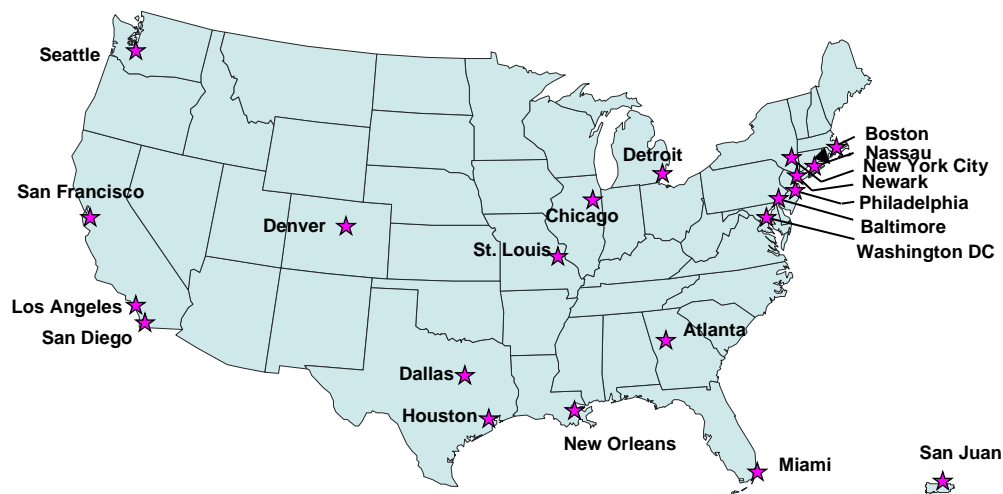 Seattle
Boston
Nassau
Detroit
New York City
Newark
San Francisco
Philadelphia
Chicago
Denver
Baltimore
St. Louis
Washington DC
Los Angeles
San Diego
Atlanta
Dallas
Houston
New Orleans
San Juan
Miami